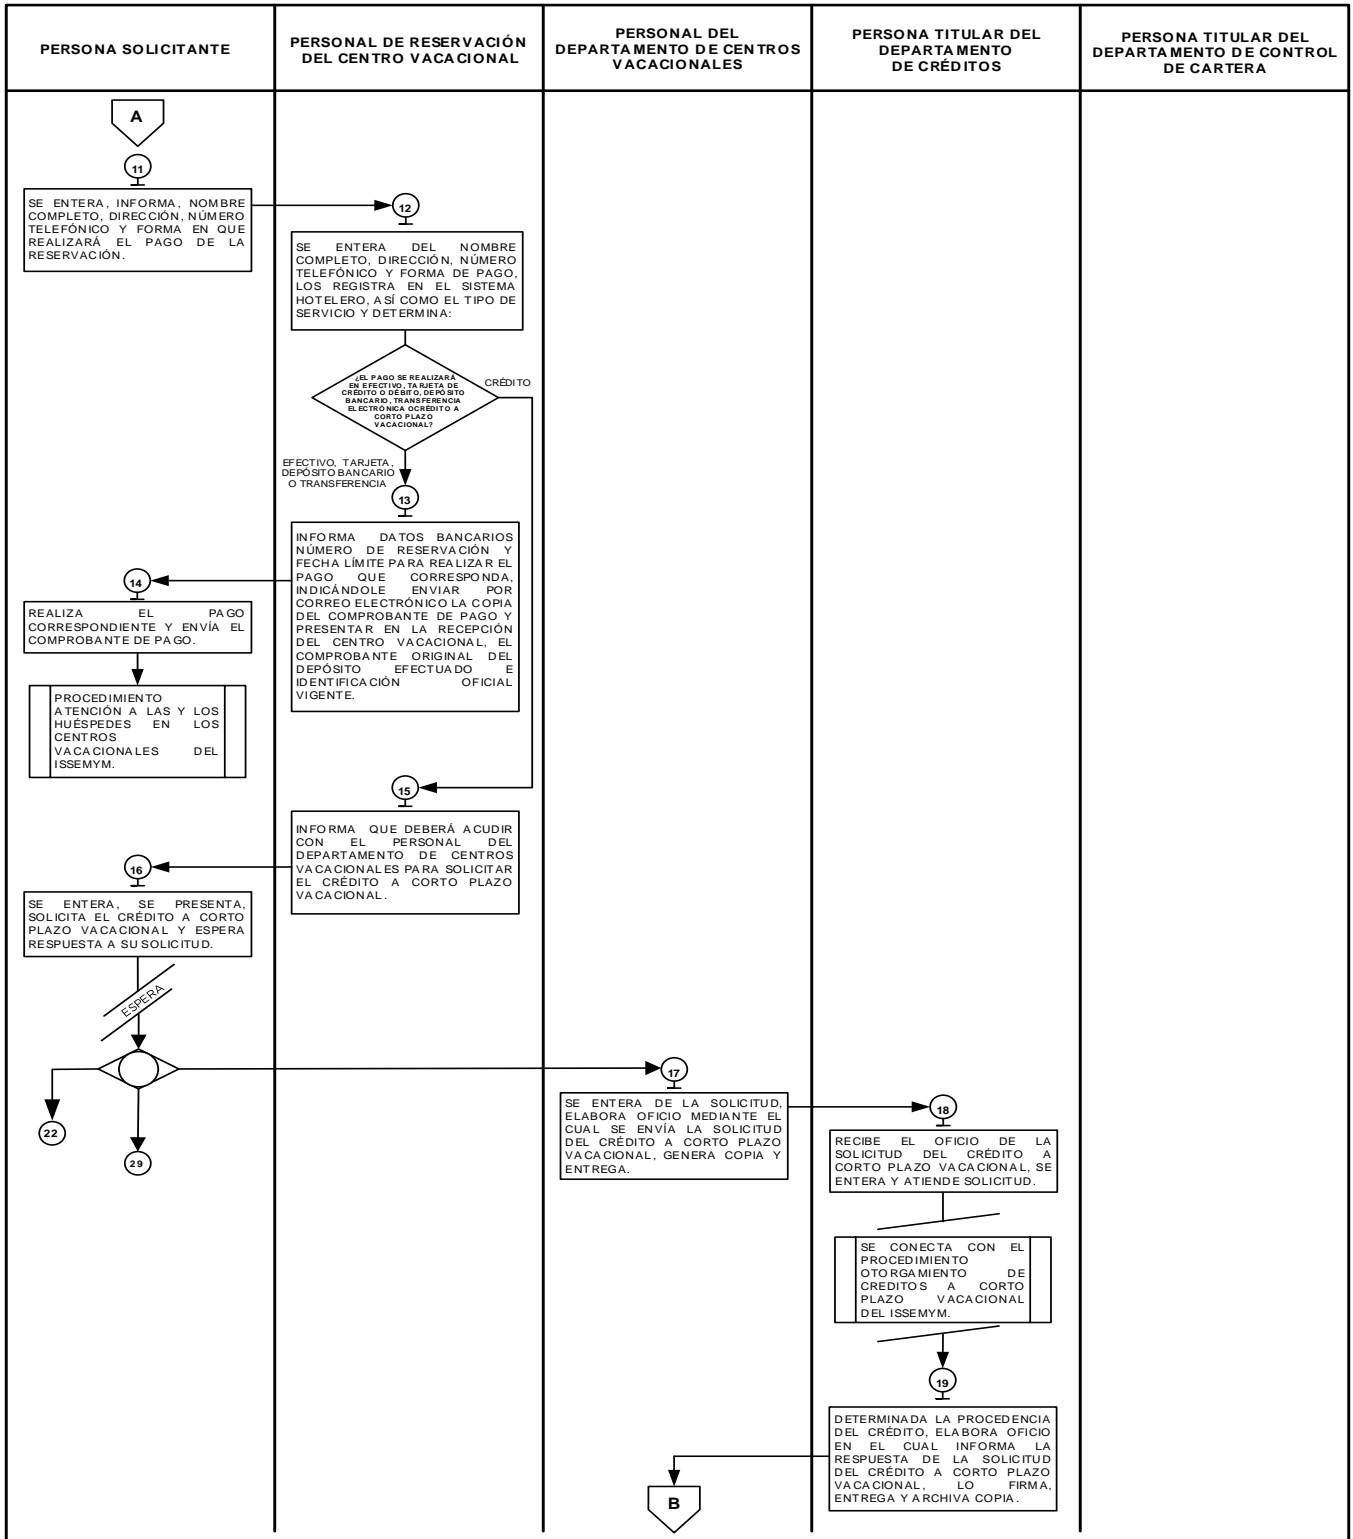 PERSONA SOLICITANTE
PERSONAL DE RESERVACIÓN
DEL CENTRO VACACIONAL
PERSONAL DEL
DEPARTAMENTO DE CENTROS
VACACIONALES
PERSONA TITULAR DEL
DEPARTAMENTO
DE CRÉDITOS
PERSONA TITULAR DEL
DEPARTAMENTO DE CONTROL
DE CARTERA
A
11
SE ENTERA, INFORMA, NOMBRE
COMPLETO, DIRECCIÓN, NÚMERO
TELEFÓNICO Y FORMA EN QUE
REALIZARÁ EL PAGO DE LA
RESERVACIÓN.
12
SE ENTERA DEL NOMBRE
COMPLETO, DIRECCIÓN, NÚMERO
TELEFÓNICO Y FORMA DE PAGO,
LOS REGISTRA EN EL SISTEMA
HOTELERO, ASÍ COMO EL TIPO DE
SERVICIO Y DETERMINA:
¿EL PAGO SE REALIZARÁ
EN EFECTIVO, TARJETA DE
CRÉDITO O DÉBITO, DEPÓSITO
BANCARIO, TRANSFERENCIA
ELECTRÓNICA OCRÉDITO A
CORTO PLAZO
VACACIONAL?
CRÉDITO
EFECTIVO, TARJETA,
DEPÓSITO BANCARIO
O TRANSFERENCIA
13
INFORMA DATOS BANCARIOS
NÚMERO DE RESERVACIÓN Y
FECHA LÍMITE PARA REALIZAR EL
PAGO QUE CORRESPONDA,
INDICÁNDOLE ENVIAR POR
CORREO ELECTRÓNICO LA COPIA
DEL COMPROBANTE DE PAGO Y
PRESENTAR EN LA RECEPCIÓN
DEL CENTRO VACACIONAL, EL
COMPROBANTE ORIGINAL DEL
DEPÓSITO EFECTUADO E
IDENTIFICACIÓN OFICIAL
VIGENTE.
14
REALIZA EL PAGO
CORRESPONDIENTE Y ENVÍA EL
COMPROBANTE DE PAGO.
PROCEDIMIENTO
ATENCIÓN A LAS Y LOS
HUÉSPEDES EN LOS
CENTROS
VACACIONALES DEL
ISSEMYM.
15
INFORMA QUE DEBERÁ ACUDIR
CON EL PERSONAL DEL
DEPARTAMENTO DE CENTROS
VACACIONALES PARA SOLICITAR
EL CRÉDITO A CORTO PLAZO
VACACIONAL.
16
SE ENTERA, SE PRESENTA,
SOLICITA EL CRÉDITO A CORTO
PLAZO VACACIONAL Y ESPERA
RESPUESTA A SU SOLICITUD.
ESPERA
22
29
17
SE ENTERA DE LA SOLICITUD,
ELABORA OFICIO MEDIANTE EL
CUAL SE ENVÍA LA SOLICITUD
DEL CRÉDITO A CORTO PLAZO
VACACIONAL, GENERA COPIA Y
ENTREGA.
18
RECIBE EL OFICIO DE LA
SOLICITUD DEL CRÉDITO A
CORTO PLAZO VACACIONAL, SE
ENTERA Y ATIENDE SOLICITUD.
SE CONECTA CON EL
PROCEDIMIENTO
OTORGAMIENTO DE
CREDITOS A CORTO
PLAZO VACACIONAL
DEL ISSEMYM.
19
DETERMINADA LA PROCEDENCIA
DEL CRÉDITO, ELABORA OFICIO
EN EL CUAL INFORMA LA
RESPUESTA DE LA SOLICITUD
DEL CRÉDITO A CORTO PLAZO
VACACIONAL, LO FIRMA,
ENTREGA Y ARCHIVA COPIA.
B